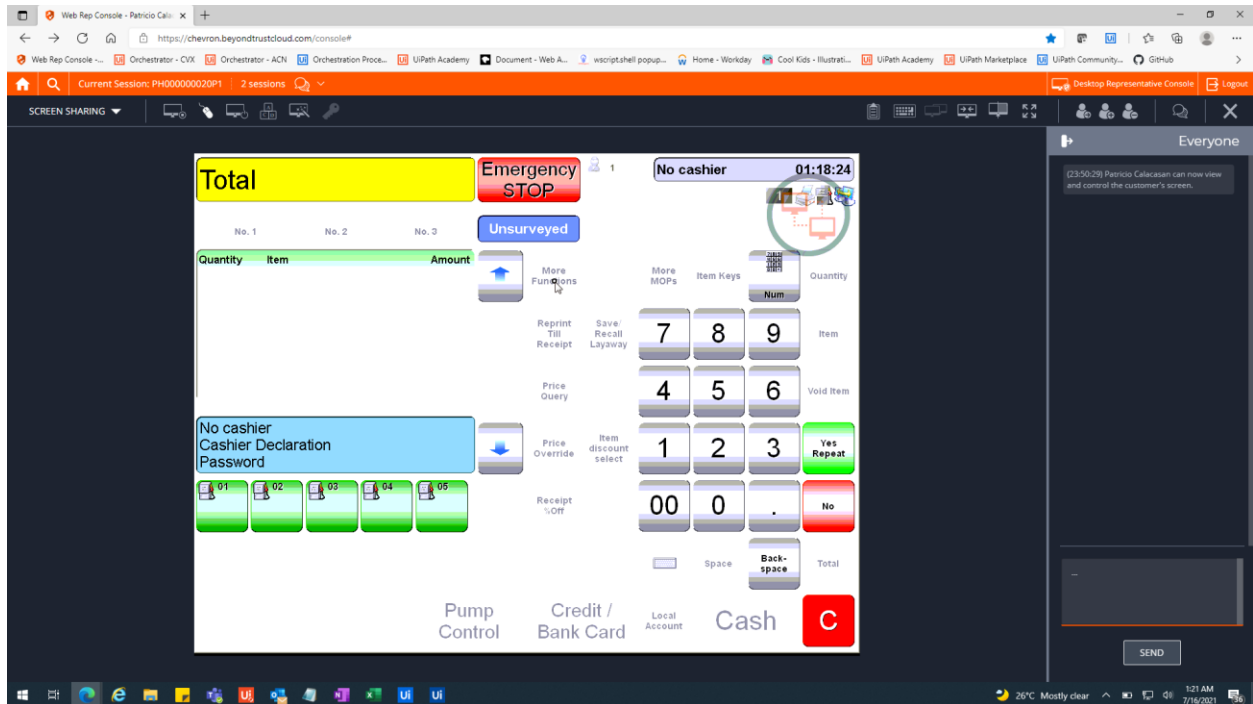 Web Rep Console - Patricio Cala
https://chevron.beyondtrustcloud.com/console#
Web Rep Console -...
Orchestrator - CVX
Orchestrator - ACN
Orchestration Proce...
UiPath Academy
Document - Web A...
wscript.shell popup...
Home - Workday
Cool Kids - Illustrati...
UiPath Academy
UiPath Marketplace
UiPath Community...
GitHub
Current Session: PH000000020P1
2 sessions
Desktop Representative Console
Logout
SCREEN SHARING
Everyone
(23:50:29) Patricio Calacasan can now view
and control the customer's screen.
Total
Emergency
STOP
1
No cashier
01:18:24
No. 1
No. 2
No. 3
Unsurveyed
Quantity Item Amount
More
Functions
More
MOPs
Item Keys
Num
Quantity
Reprint
Till
Receipt
Save/
Recall
Layaway
7
8
9
Item
Price
Query
4
5
6
Void Item
No cashier
Cashier Declaration
Password
Price
Override
Item
discount
select
1
2
3
Yes
Repeat
01
02
03
04
05
Receipt
%Off
00
0
.
No
Space
Back-
space
Total
Pump
Control
Credit /
Bank Card
Local
Account
Cash
C
SEND
26°C Mostly clear
1:21 AM
7/16/2021